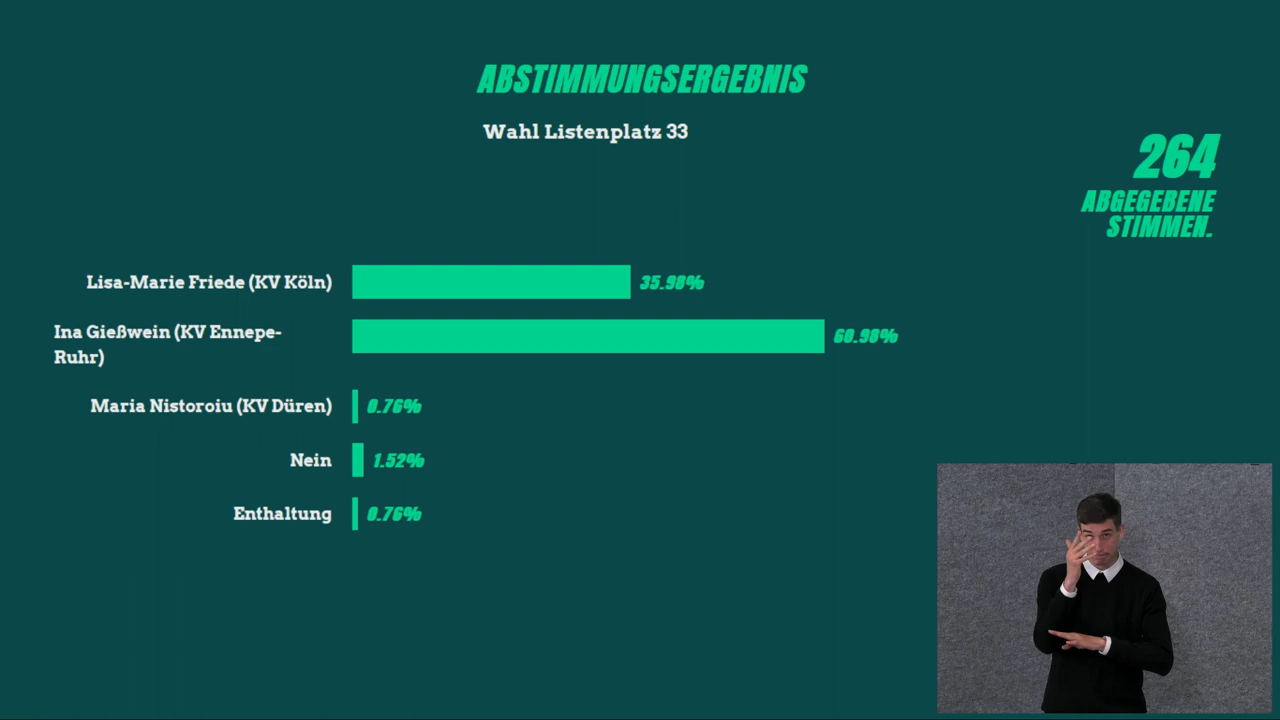 ABSTIMMUNGSERGEBNIS
Wahl Listenplatz 33
264
ABGEGEBENE
STIMMEN.
Lisa-Marie Friede (KV Köln)
35.98%
Ina Gießwein (KV Ennepe-
Ruhr)
60.98%
Maria Nistoroiu (KV Düren)
0.76%
Nein
1.52%
Enthaltung
0.76%